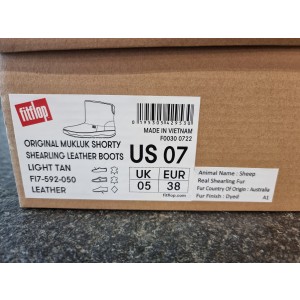 fitflop
ORIGINAL MUKLUK SHORTY
SHEARLING LEATHER BOOTS
LIGHT TAN
FI7-592-050
LEATHER
MADE IN VIETNAM
F0030 0722
US 07
UK
05
EUR
38
fitflop.com
Animal Name : Sheep
Real Shearling Fur
Fur Country Of Origin : Australia
Fur Finish : Dyed
A1